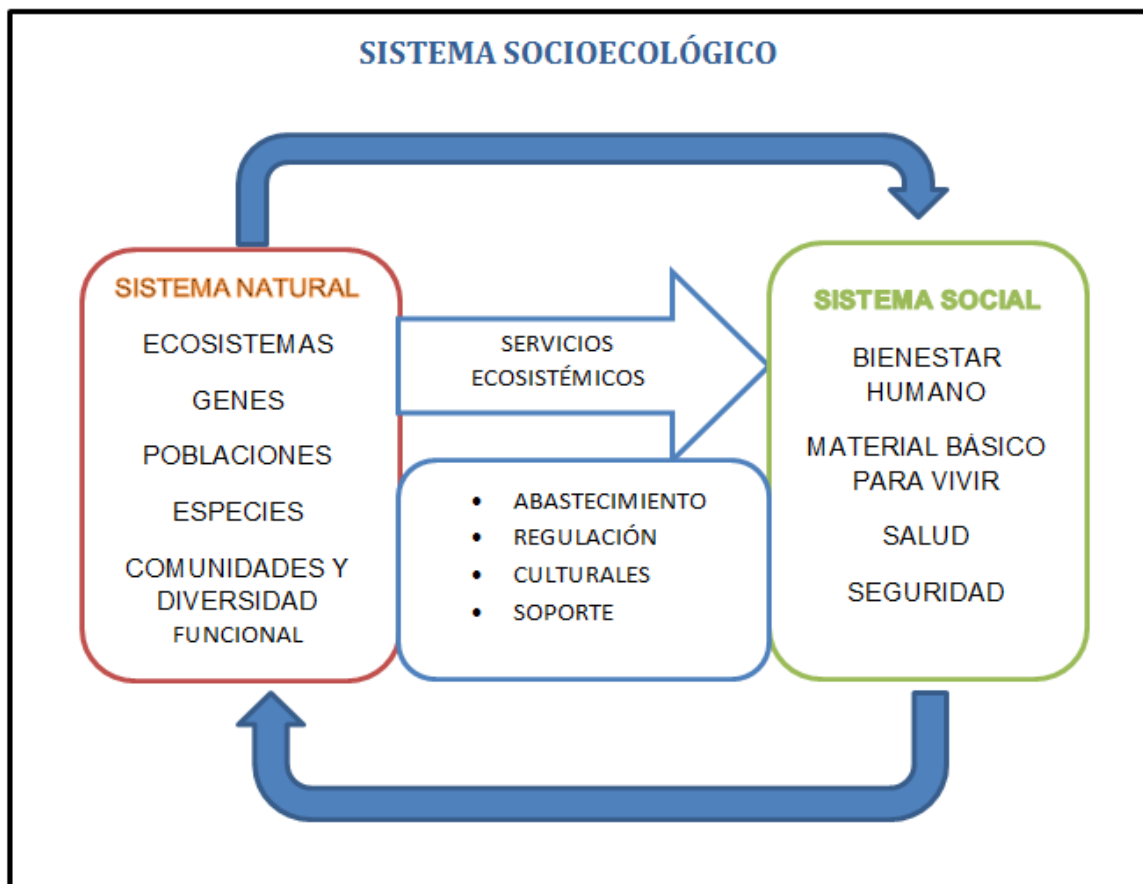 SISTEMA SOCIOECOLÓGICO
SISTEMA NATURAL
ECOSISTEMAS
GENES
POBLACIONES
ESPECIES
COMUNIDADES Y
DIVERSIDAD
FUNCIONAL
SERVICIOS
ECOSISTÉMICOS
• ABASTECIMIENTO
• REGULACIÓN
• CULTURALES
• SOPORTE
SISTEMA SOCIAL
BIENESTAR
HUMANO
MATERIAL BÁSICO
PARA VIVIR
SALUD
SEGURIDAD